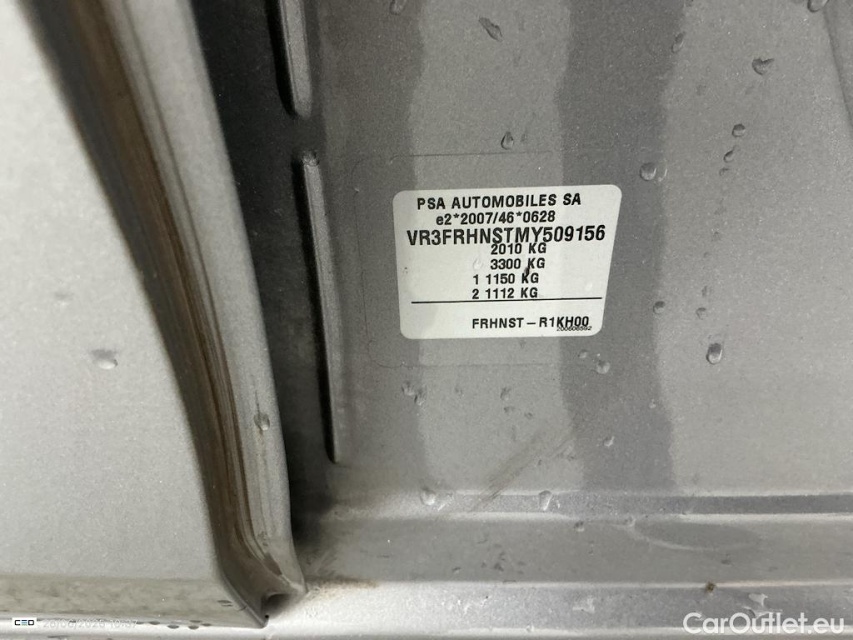 PSA AUTOMOBILES SA
e2*2007/46*0628
VR3FRHNSTMY509156
2010 KG
3300 KG
1 1150 KG
2 1112 KG
FRHNST-R1KH00
CarOutlet.eu